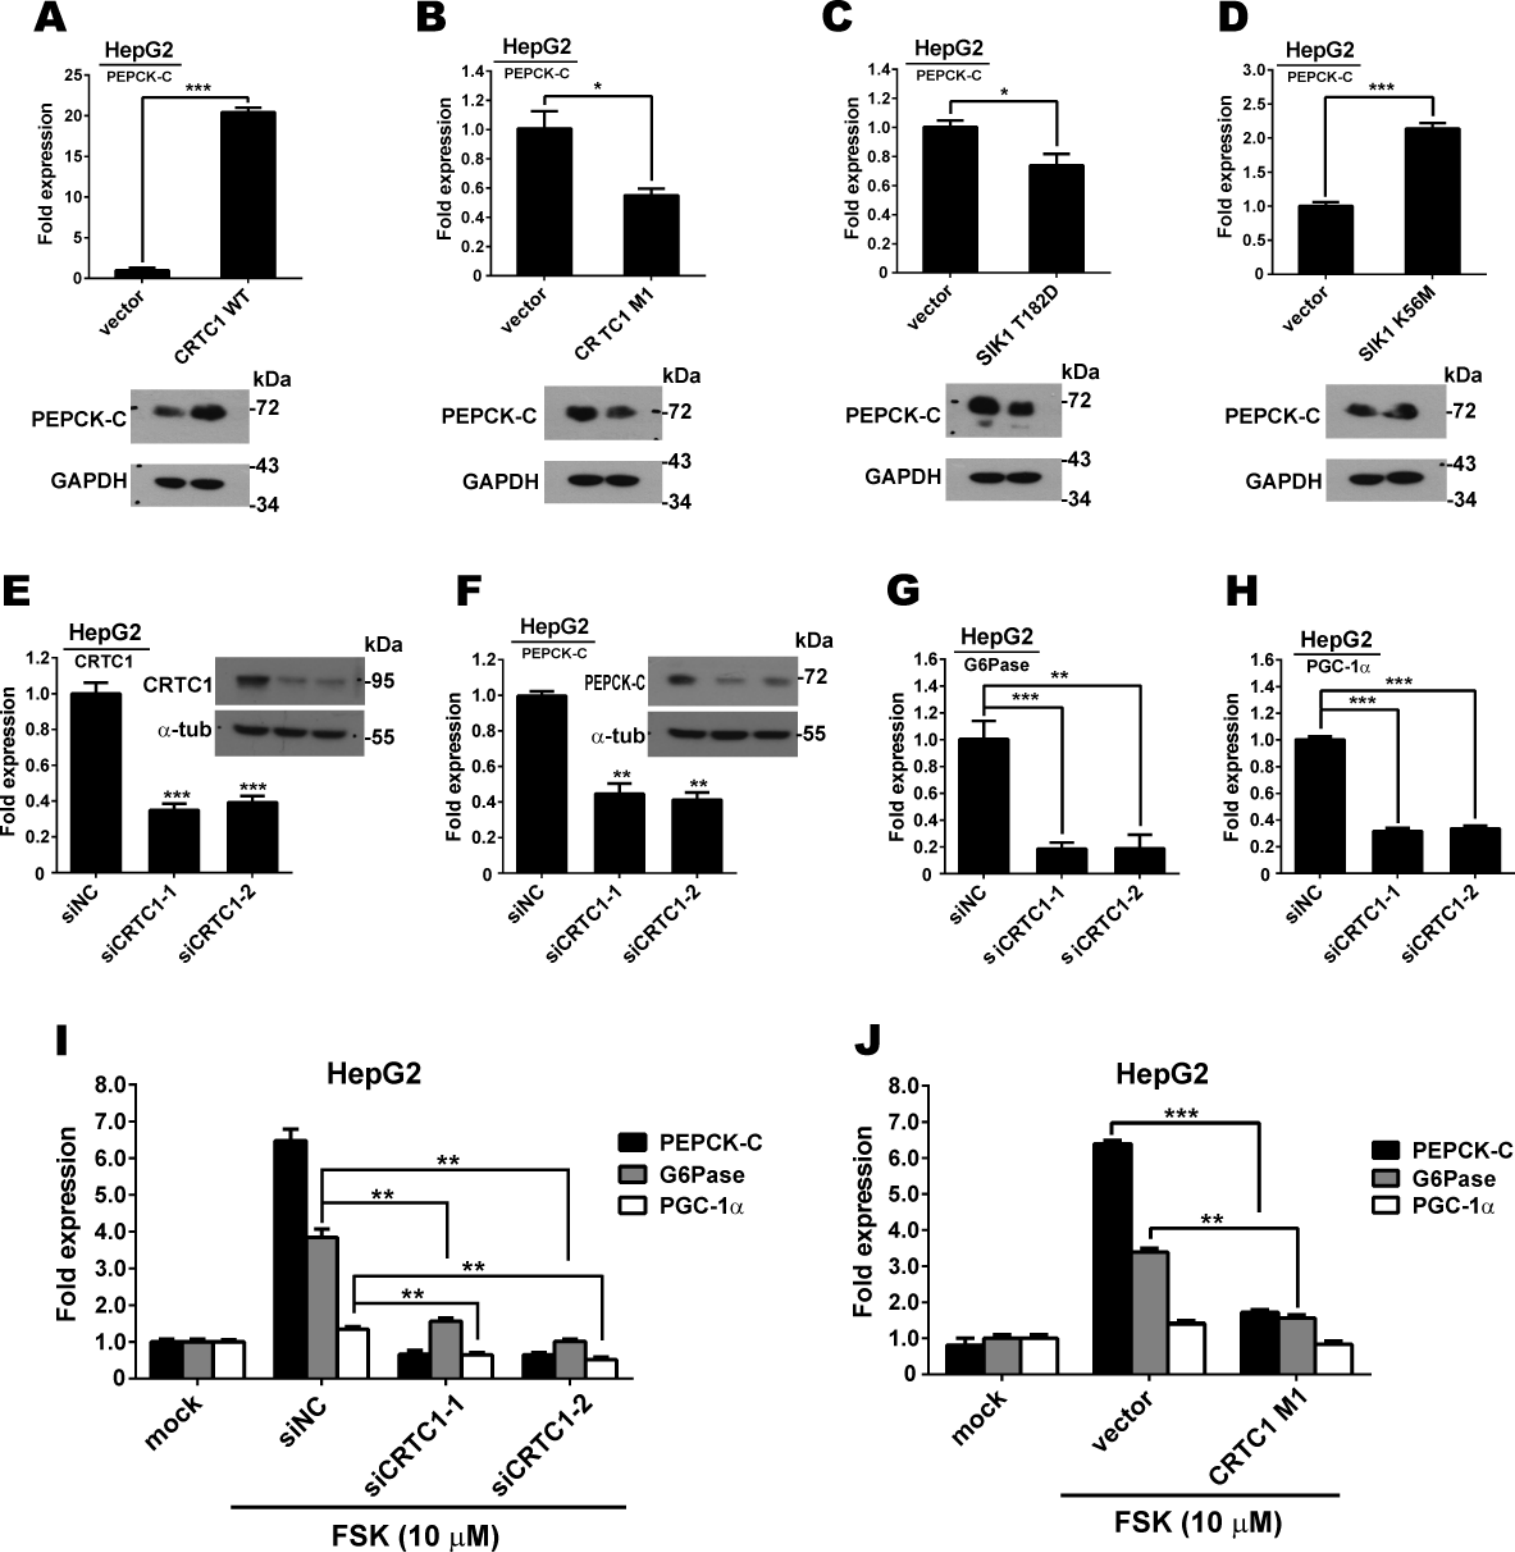 A
HepG2
PEPCK-C
Fold expression
25
20
15
10
5
0
***
vector
CRTC1 WT
kDa
PEPCK-C
-72
GAPDH
-43
-34
B
HepG2
PEPCK-C
Fold expression
1.4
1.2
1.0
0.8
0.6
0.4
0.2
0
*
vector
CR TC1 M1
kDa
PEPCK-C
-72
GAPDH
-43
-34
C
HepG2
PEPCK-C
Fold expression
1.4
1.2
1.0
0.8
0.6
0.4
0.2
0
*
vector
SIK1 T182D
kDa
PEPCK-C
-72
GAPDH
-43
-34
D
HepG2
PEPCK-C
Fold expression
3.0
2.5
2.0
1.5
1.0
0.5
0
***
vector
SIK1 K56M
kDa
PEPCK-C
-72
GAPDH
-43
-34
E
HepG2
CRTC1
Fold expression
1.2
1.0
0.8
0.6
0.4
0.2
0
kDa
CRTC1
-95
α-tub
-55
***
***
siNC
siCRTC1-1
siCRTC1-2
F
HepG2
PEPCK-C
Fold expression
1.2
1.0
0.8
0.6
0.4
0.2
0
kDa
PEPCK-C
-72
α-tub
-55
**
**
siNC
siCRTC1-1
siCRTC1-2
G
HepG2
G6Pase
Fold expression
1.6
1.4
1.2
1.0
0.8
0.6
0.4
0.2
0
**
***
siNC
siCRTC1-1
siCRTC1-2
H
HepG2
PGC-1α
Fold expression
1.6
1.4
1.2
1.0
0.8
0.6
0.4
0.2
0
***
***
siNC
siCRTC1-1
siCRTC1-2
I
HepG2
Fold expression
8.0
7.0
6.0
5.0
4.0
3.0
2.0
1.0
0
**
**
**
**
PEPCK-C
G6Pase
PGC-1α
mock
siNC
siCRTC1-1
siCRTC1-2
FSK (10 µM)
J
HepG2
Fold expression
8.0
7.0
6.0
5.0
4.0
3.0
2.0
1.0
0
***
**
PEPCK-C
G6Pase
PGC-1α
mock
vector
CRTC1 M1
FSK (10 µM)